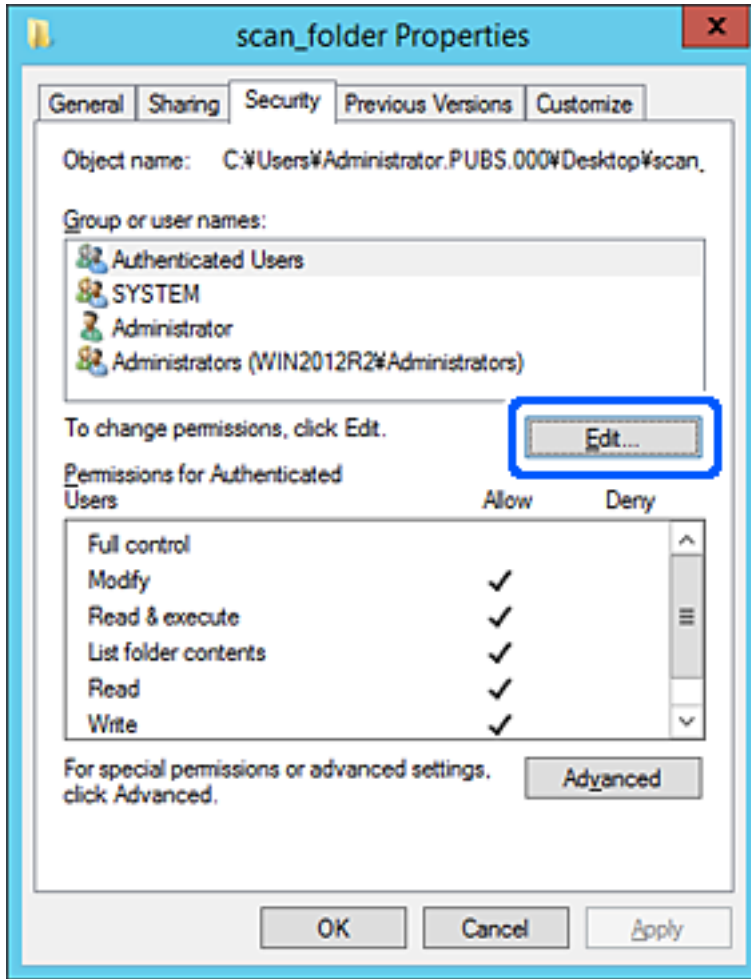 scan_folder Properties
x
General Sharing Security Previous Versions Customize
Object name: C:¥Users¥Administrator.PUBS.000¥Desktop¥scan_
Group or user names:
Authenticated Users
SYSTEM
Administrator
Administrators (WIN2012R2¥Administrators)
To change permissions, click Edit. Edit...
Permissions for Authenticated
Users Allow Deny
Full control
Modify
Read & execute
List folder contents
Read
Write
For special permissions or advanced settings,
click Advanced. Advanced
OK Cancel Apply